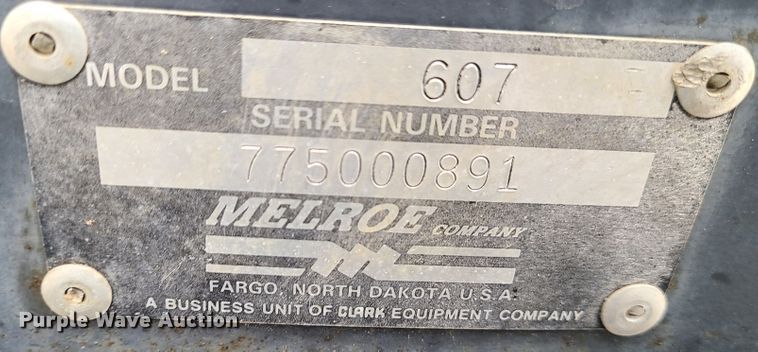 MODEL 607
SERIAL NUMBER
775000891
MELROE COMPANY
FARGO, NORTH DAKOTA U.S.A.
A BUSINESS UNIT OF CLARK EQUIPMENT COMPANY
Purple Wave Auction